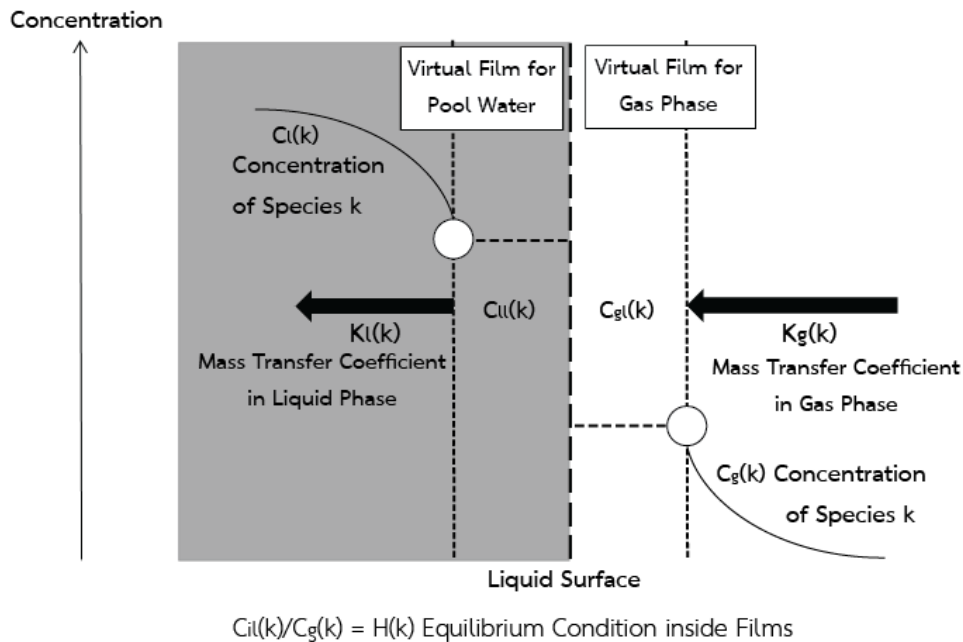 Concentration
Virtual Film for
Pool Water
Virtual Film for
Gas Phase
Cl(k)
Concentration
of Species k
Kl(k)
Mass Transfer Coefficient
in Liquid Phase
Cll(k)
Cgl(k)
Kg(k)
Mass Transfer Coefficient
in Gas Phase
Cg(k) Concentration
of Species k
Liquid Surface
Cil(k)/Cg(k) = H(k) Equilibrium Condition inside Films